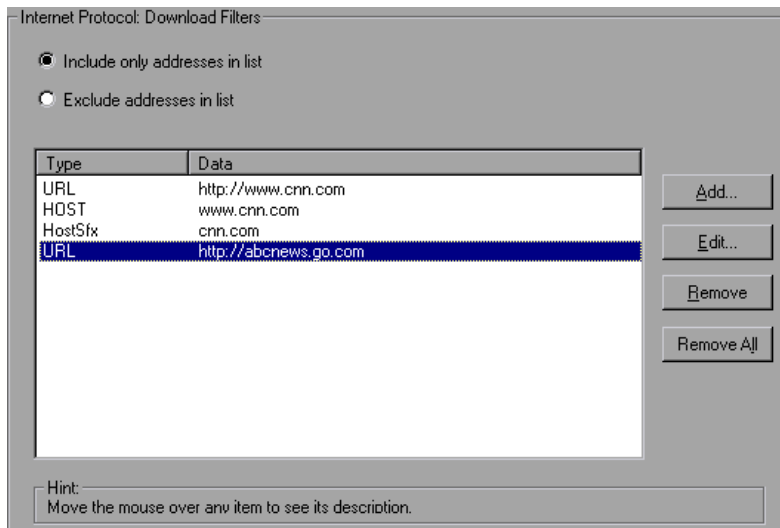 Internet Protocol: Download Filters
Include only addresses in list
Exclude addresses in list
Type Data
URL http://www.cnn.com
HOST www.cnn.com
HostSfx cnn.com
URL http://abcnews.go.com
Add...
Edit...
Remove
Remove All
Hint:
Move the mouse over any item to see its description.